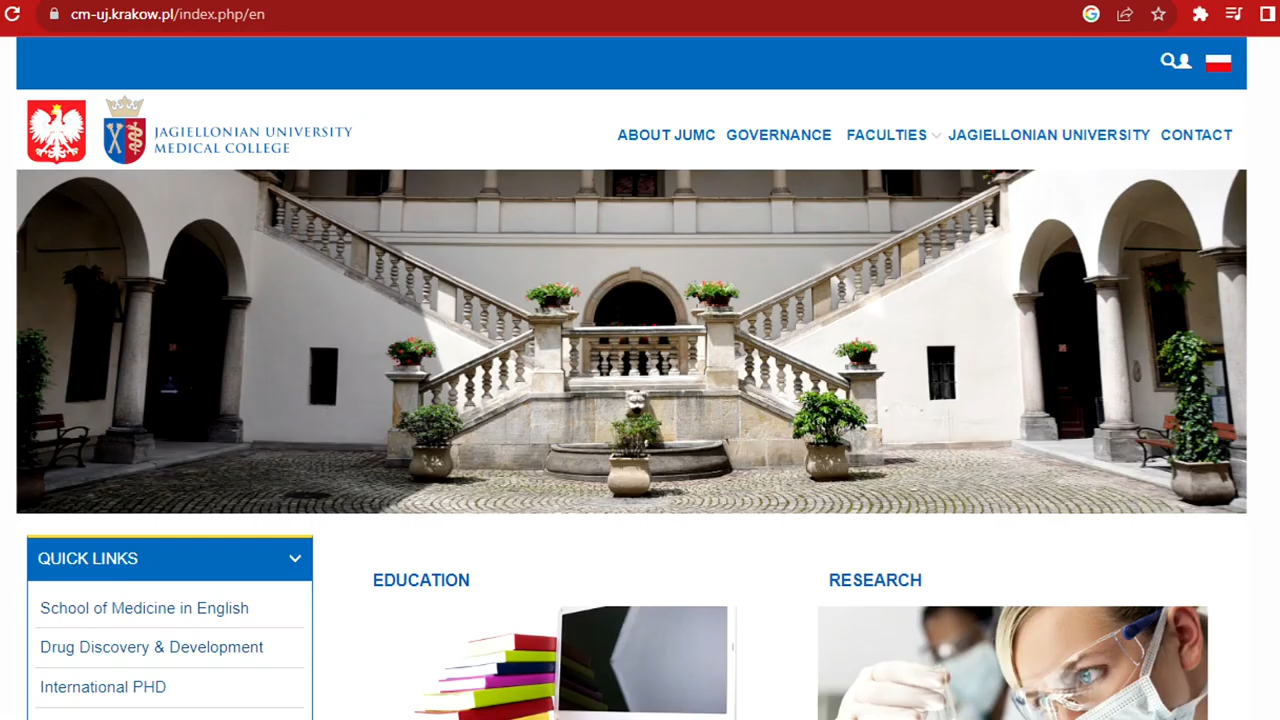 cm-uj.krakow.pl/index.php/en
JAGIELLONIAN UNIVERSITY
MEDICAL COLLEGE
ABOUT JUMC GOVERNANCE FACULTIES JAGIELLONIAN UNIVERSITY CONTACT
QUICK LINKS
School of Medicine in English
Drug Discovery & Development
International PHD
EDUCATION
RESEARCH